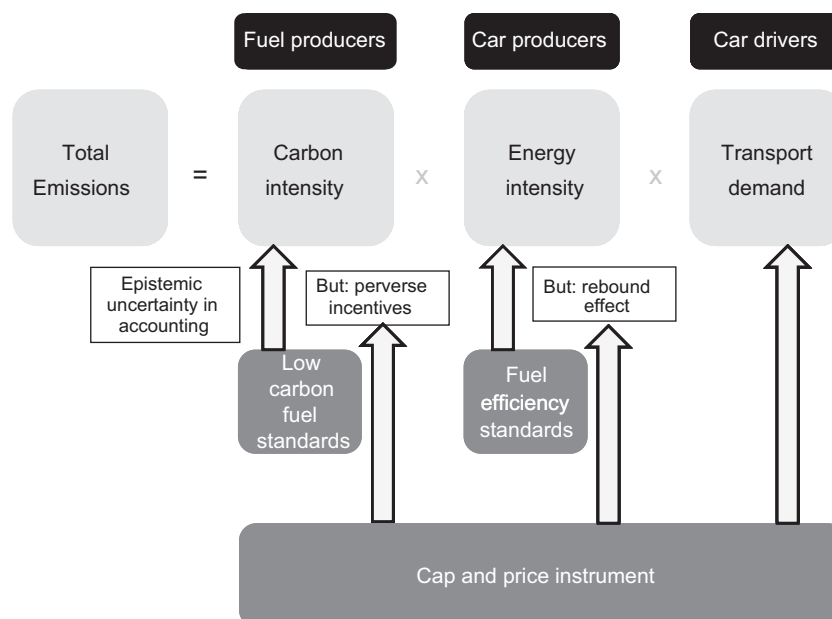 Fuel producers
Car producers
Car drivers
Total
Emissions
=
Carbon
intensity
x
Energy
intensity
x
Transport
demand
Epistemic
uncertainty in
accounting
But: perverse
incentives
But: rebound
effect
Low
carbon
fuel
standards
Fuel
efficiency
standards
Cap and price instrument